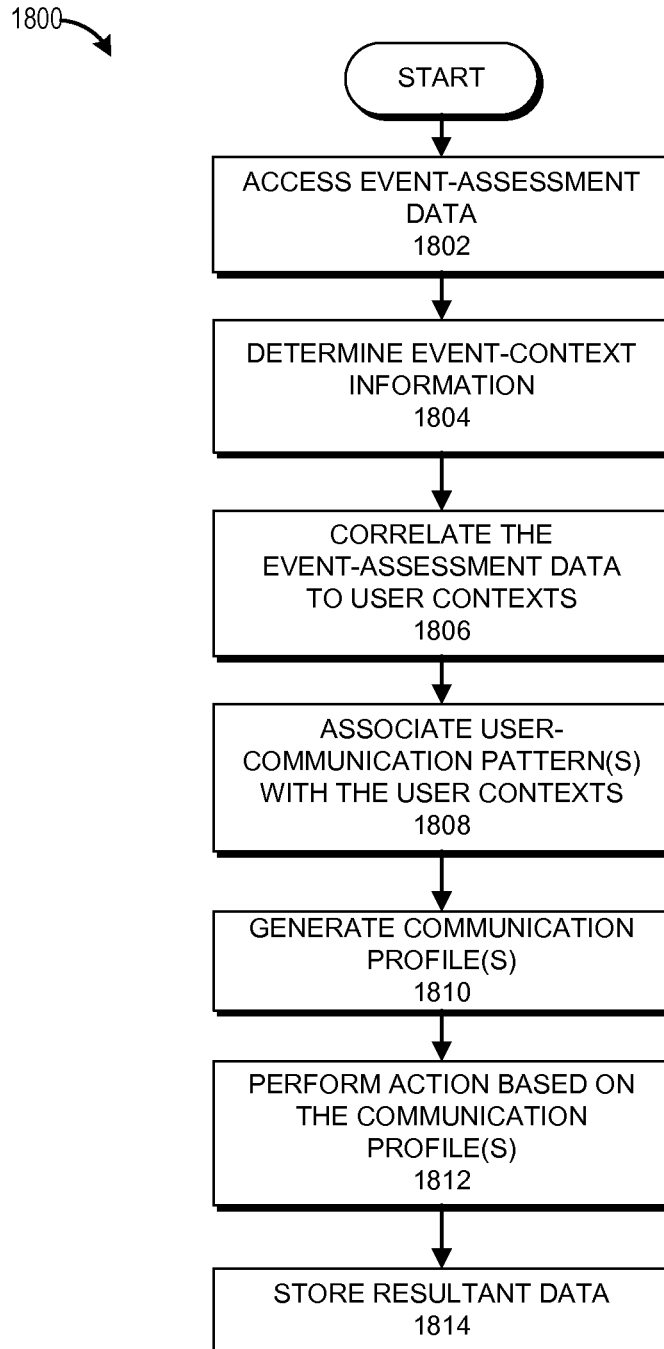 1800
START
ACCESS EVENT-ASSESSMENT
DATA
1802
DETERMINE EVENT-CONTEXT
INFORMATION
1804
CORRELATE THE
EVENT-ASSESSMENT DATA
TO USER CONTEXTS
1806
ASSOCIATE USER-
COMMUNICATION PATTERN(S)
WITH THE USER CONTEXTS
1808
GENERATE COMMUNICATION
PROFILE(S)
1810
PERFORM ACTION BASED ON
THE COMMUNICATION
PROFILE(S)
1812
STORE RESULTANT DATA
1814